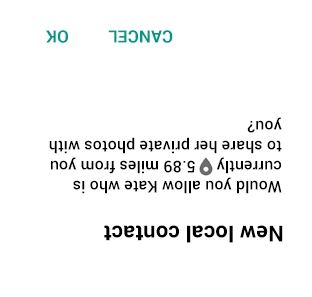 New local contact
Would you allow Kate who is
currently 5.89 miles from you
to share her private photos with
you?
CANCEL OK